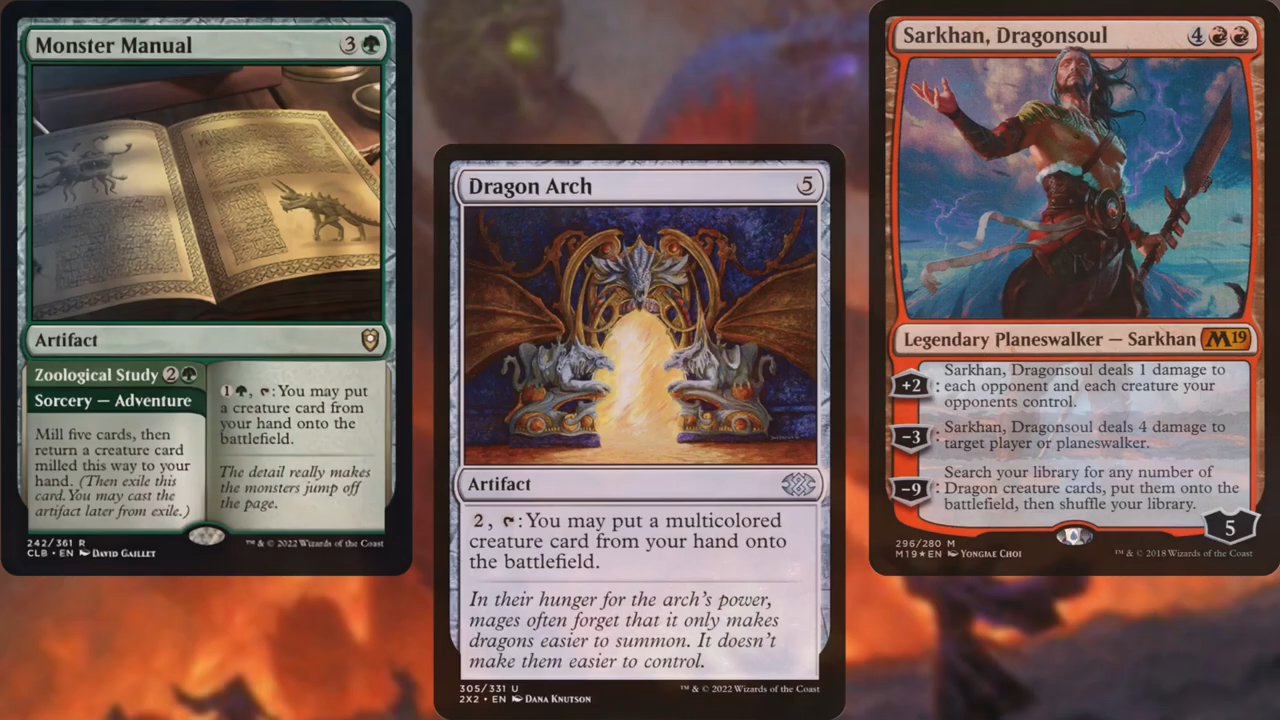 Monster Manual 3
Artifact
Zoological Study 2
Sorcery — Adventure
Mill five cards, then
return a creature card
milled this way to your
hand. (Then exile this
card. You may cast the
artifact later from exile.)
1, : You may put
a creature card from
your hand onto the
battlefield.
The detail really makes
the monsters jump off
the page.
242/361 R
CLB • EN DAVID GAILLET
™ & © 2022 Wizards of the Coast
Dragon Arch 5
Artifact
2, : You may put a multicolored
creature card from your hand onto
the battlefield.
In their hunger for the arch's power,
mages often forget that it only makes
dragons easier to summon. It doesn't
make them easier to control.
305/331 U
2X2 • EN DANA KNUTSON
™ & © 2022 Wizards of the Coast
Sarkhan, Dragonsoul 4
Legendary Planeswalker — Sarkhan M19
+2: Sarkhan, Dragonsoul deals 1 damage to
each opponent and each creature your
opponents control.
−3: Sarkhan, Dragonsoul deals 4 damage to
target player or planeswalker.
−9: Search your library for any number of
Dragon creature cards, put them onto the
battlefield, then shuffle your library.
5
296/280 M
M19★EN YONGJAE CHOI
™ & © 2018 Wizards of the Coast